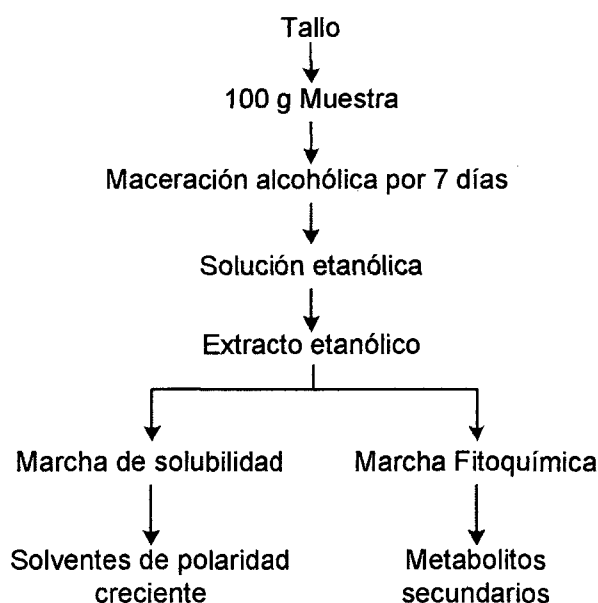 Tallo
100 g Muestra
Maceración alcohólica por 7 días
Solución etanólica
Extracto etanólico
Marcha de solubilidad
Marcha Fitoquímica
Solventes de polaridad
creciente
Metabolitos
secundarios